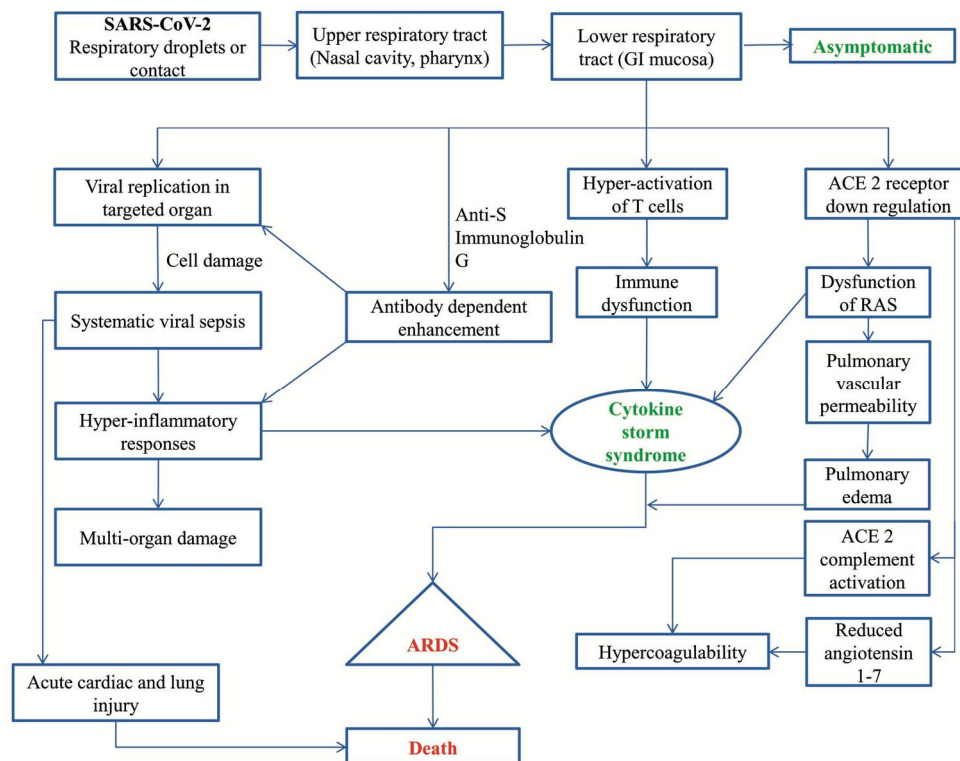 SARS-CoV-2
Respiratory droplets or
contact
Upper respiratory tract
(Nasal cavity, pharynx)
Lower respiratory
tract (GI mucosa)
Asymptomatic
Viral replication in
targeted organ
Anti-S
Immunoglobulin
G
Hyper-activation
of T cells
ACE 2 receptor
down regulation
Cell damage
Systematic viral sepsis
Antibody dependent
enhancement
Immune
dysfunction
Dysfunction
of RAS
Pulmonary
vascular
permeability
Hyper-inflammatory
responses
Cytokine
storm
syndrome
Pulmonary
edema
Multi-organ damage
ACE 2
complement
activation
ARDS
Hypercoagulability
Reduced
angiotensin
1-7
Acute cardiac and lung
injury
Death